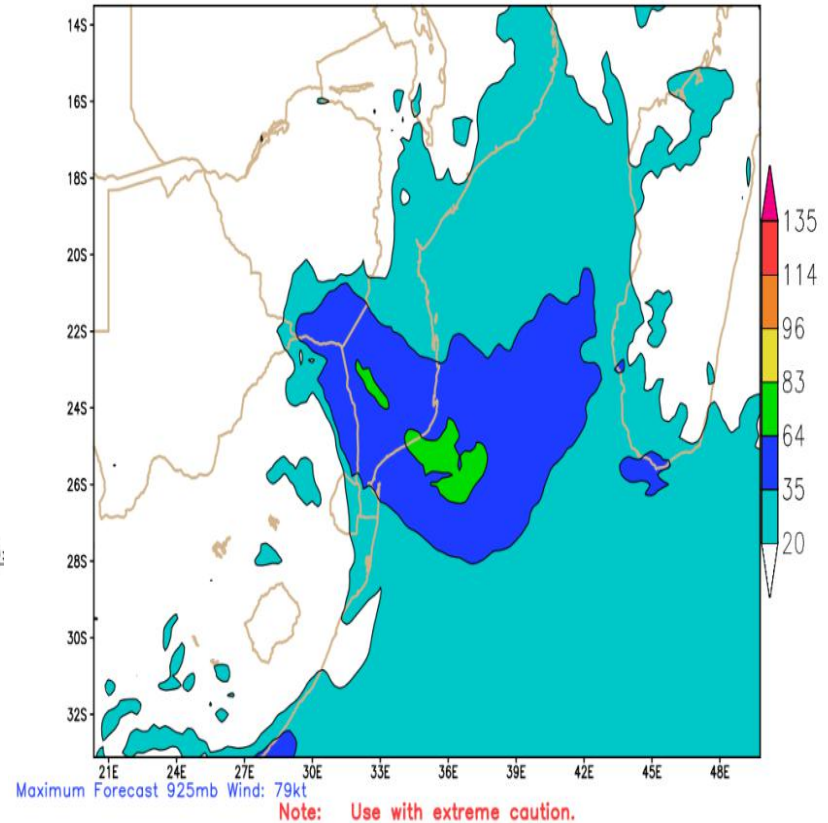 14S
16S
18S
20S
22S
24S
26S
28S
30S
32S
135
114
96
83
64
35
20
21E 24E 27E 30E 33E 36E 39E 42E 45E 48E
Maximum Forecast 925mb Wind: 79kt
Note: Use with extreme caution.